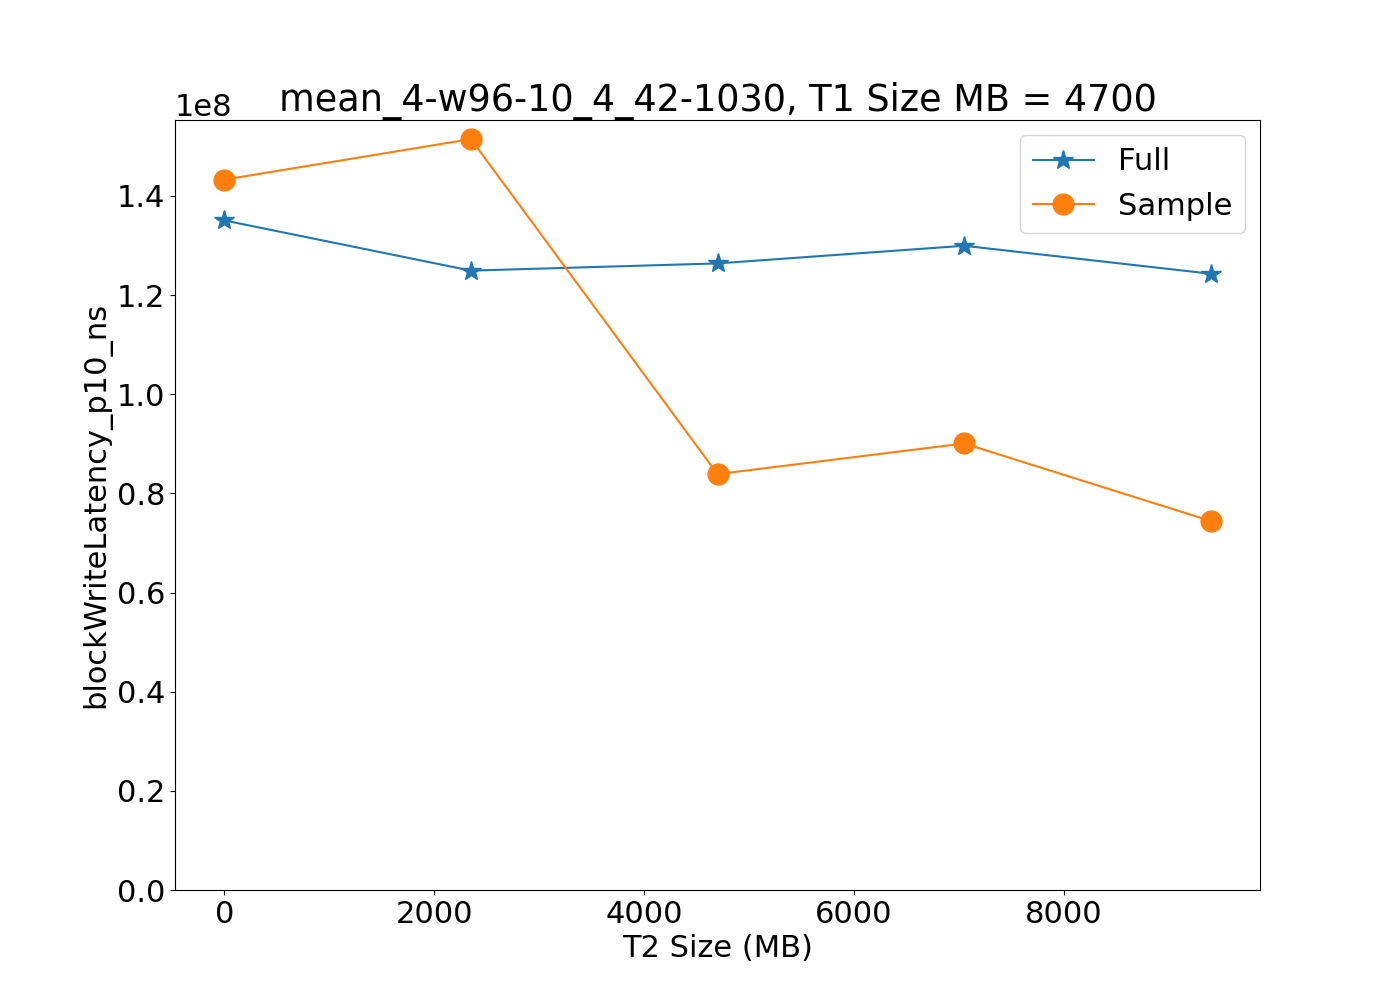 mean_4-w96-10_4_42-1030, T1 Size MB = 4700
1e8
Full
Sample
1.4
1.2
1.0
0.8
0.6
0.4
0.2
0.0
blockWriteLatency_p10_ns
0 2000 4000 6000 8000
T2 Size (MB)